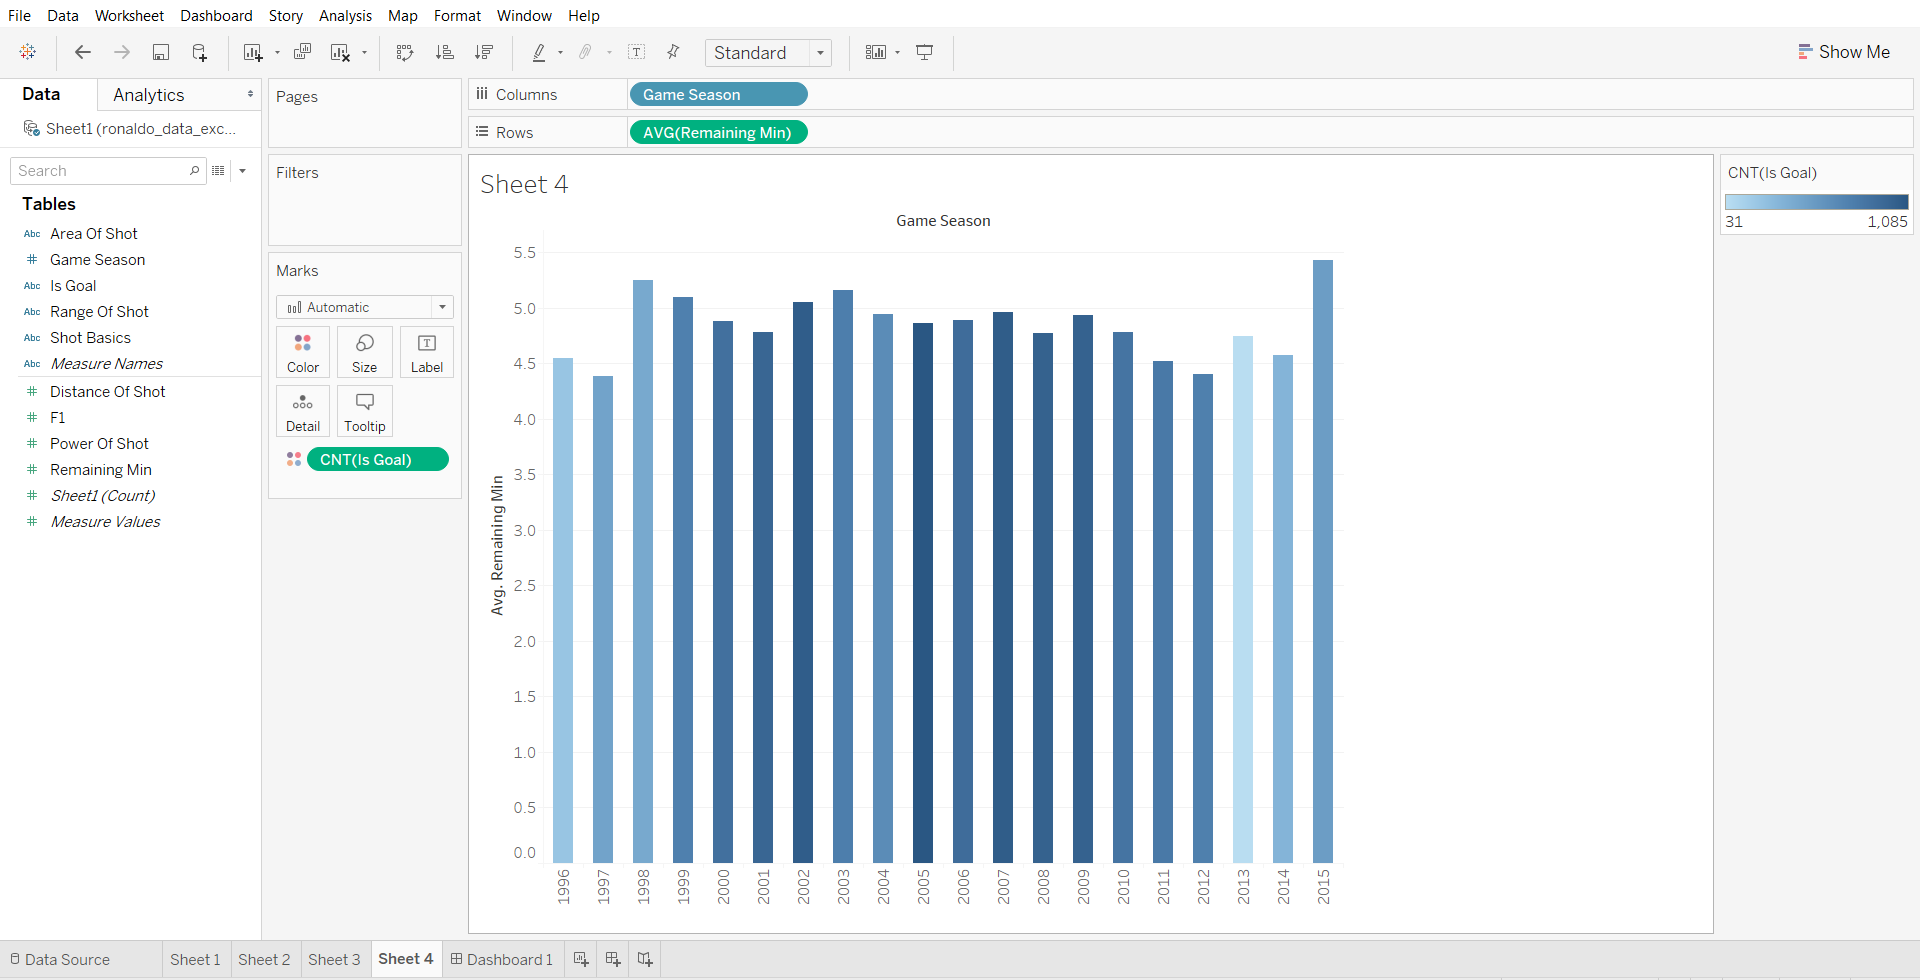 File Data Worksheet Dashboard Story Analysis Map Format Window Help
Standard
Show Me
Data Analytics
Sheet1 (ronaldo_data_exc...
Search
Tables
Abc Area Of Shot
# Game Season
Abc Is Goal
Abc Range Of Shot
Abc Shot Basics
Abc Measure Names
# Distance Of Shot
# F1
# Power Of Shot
# Remaining Min
# Sheet1 (Count)
# Measure Values
Pages
Filters
Marks
Automatic
Color Size Label
Detail Tooltip
CNT(Is Goal)
Columns Game Season
Rows AVG(Remaining Min)
Sheet 4
Game Season
5.5
5.0
4.5
4.0
3.5
3.0
2.5
2.0
1.5
1.0
0.5
0.0
Avg. Remaining Min
1996 1997 1998 1999 2000 2001 2002 2003 2004 2005 2006 2007 2008 2009 2010 2011 2012 2013 2014 2015
CNT(Is Goal)
31 1,085
Data Source Sheet 1 Sheet 2 Sheet 3 Sheet 4 Dashboard 1